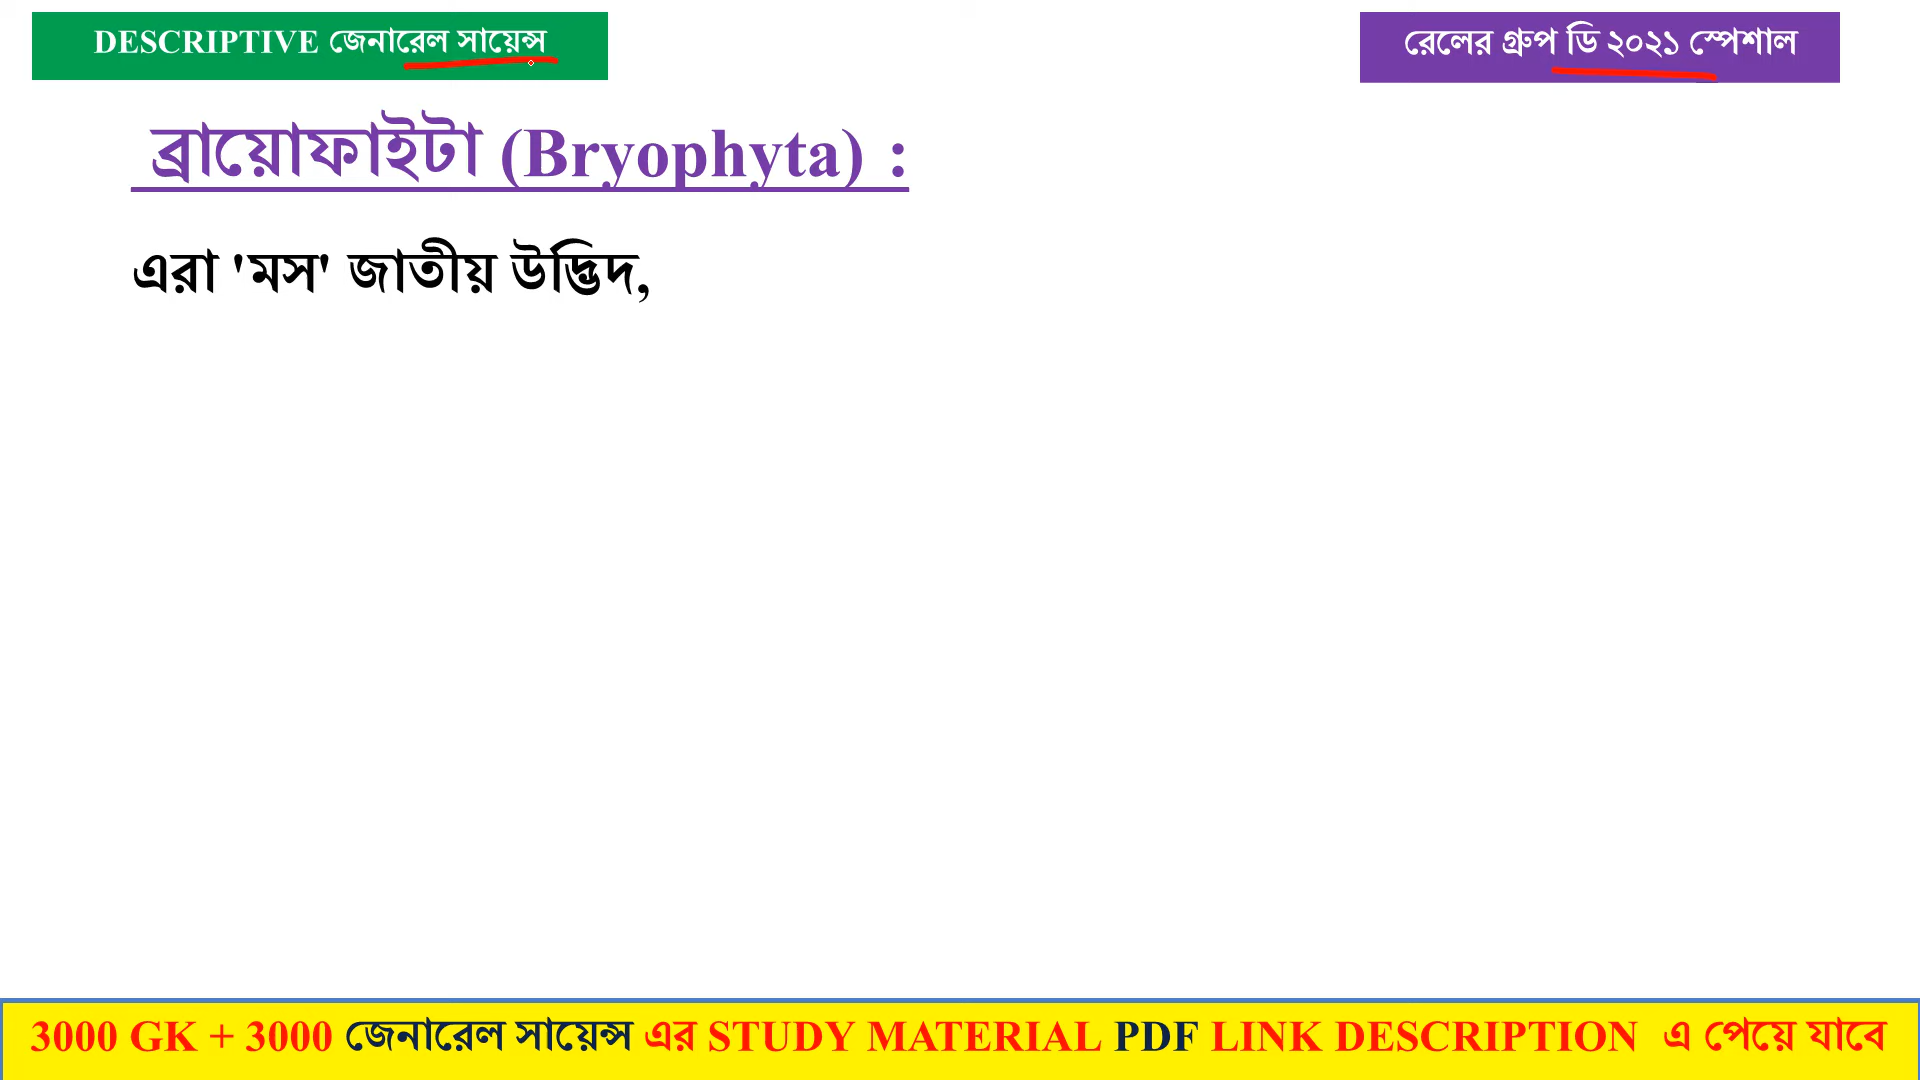 DESCRIPTIVE জেনারেল সায়েন্স
রেলের গ্রুপ ডি ২০২১ স্পেশাল
ব্রায়োফাইটা (Bryophyta) :
এরা 'মস' জাতীয় উদ্ভিদ,
3000 GK + 3000 জেনারেল সায়েন্স এর STUDY MATERIAL PDF LINK DESCRIPTION এ পেয়ে যাবে